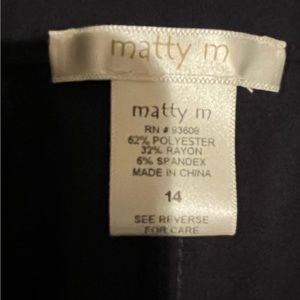 matty m
matty m
RN # 93608
62% POLYESTER
32% RAYON
6% SPANDEX
MADE IN CHINA
14
SEE REVERSE
FOR CARE